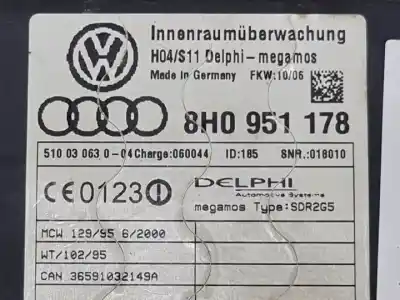 Innenraumüberwachung
H04/S11 Delphi-megamos
Made in Germany FKW:10/06
8H0 951 178
510 03 063 0-04 Charge:060044 ID:185 SNR.:018010
CE0123
DELPHI
Automotive Systems
megamos Type:SDR2G5
MCW 129/95 6/2000
WT/102/95
CAN 36591032149A